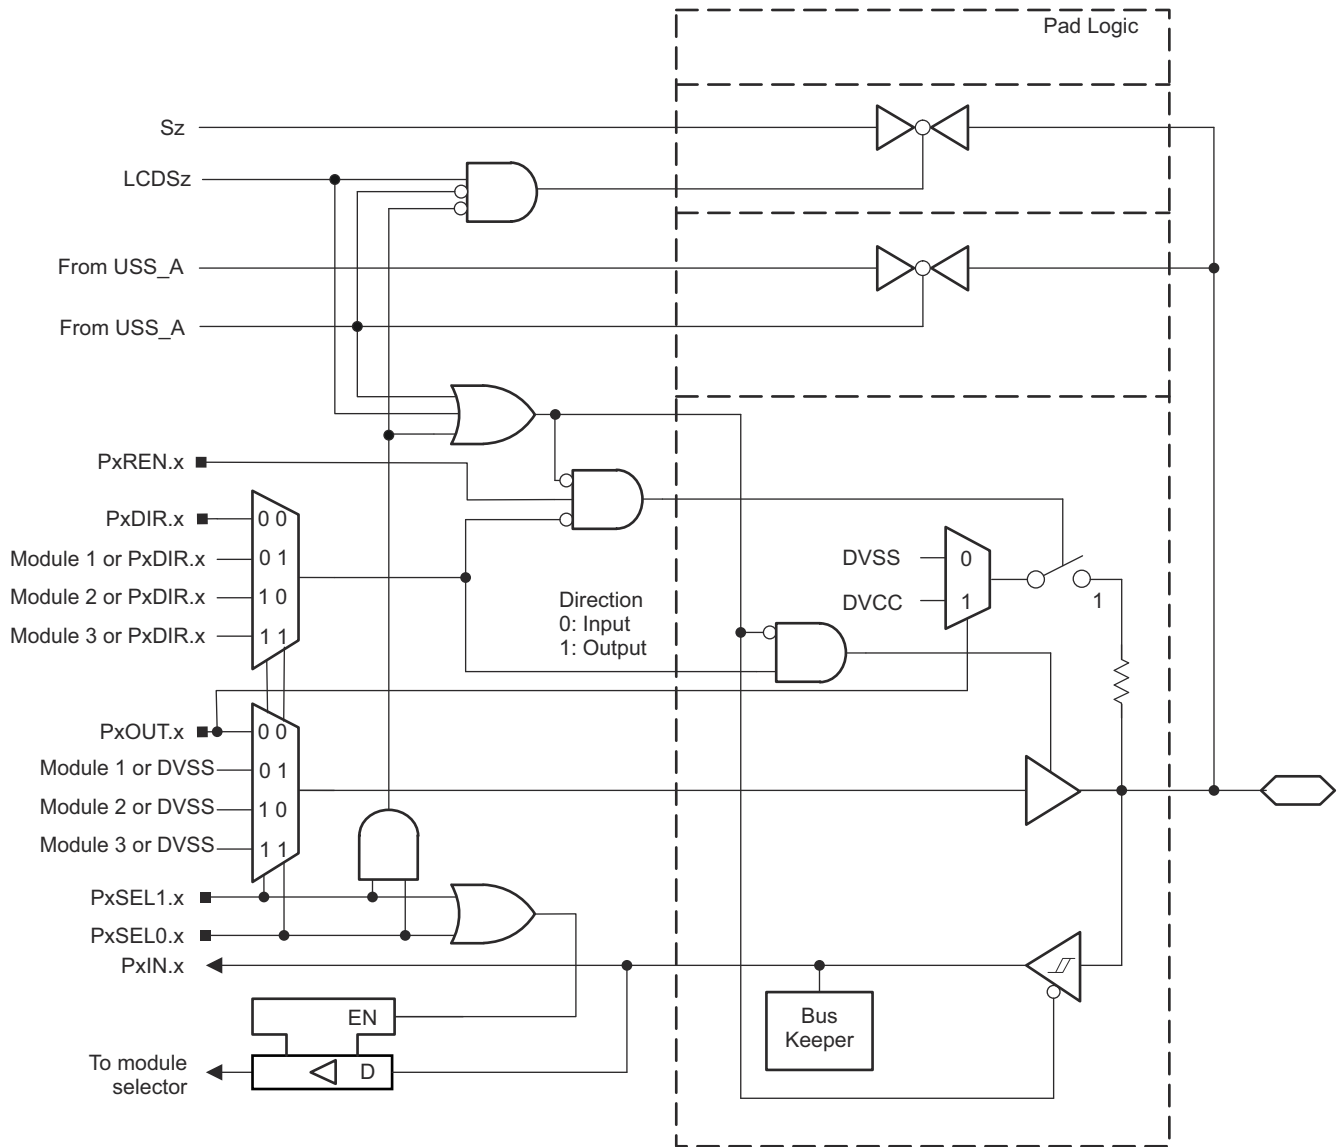 Pad Logic
Sz
LCDSz
From USS_A
From USS_A
PxREN.x
PxDIR.x
0 0
Module 1 or PxDIR.x
0 1
Module 2 or PxDIR.x
1 0
Module 3 or PxDIR.x
1 1
Direction
0: Input
1: Output
DVSS
0
DVCC
1
1
PxOUT.x
0 0
Module 1 or DVSS
0 1
Module 2 or DVSS
1 0
Module 3 or DVSS
1 1
PxSEL1.x
PxSEL0.x
PxIN.x
EN
D
To module
selector
Bus
Keeper